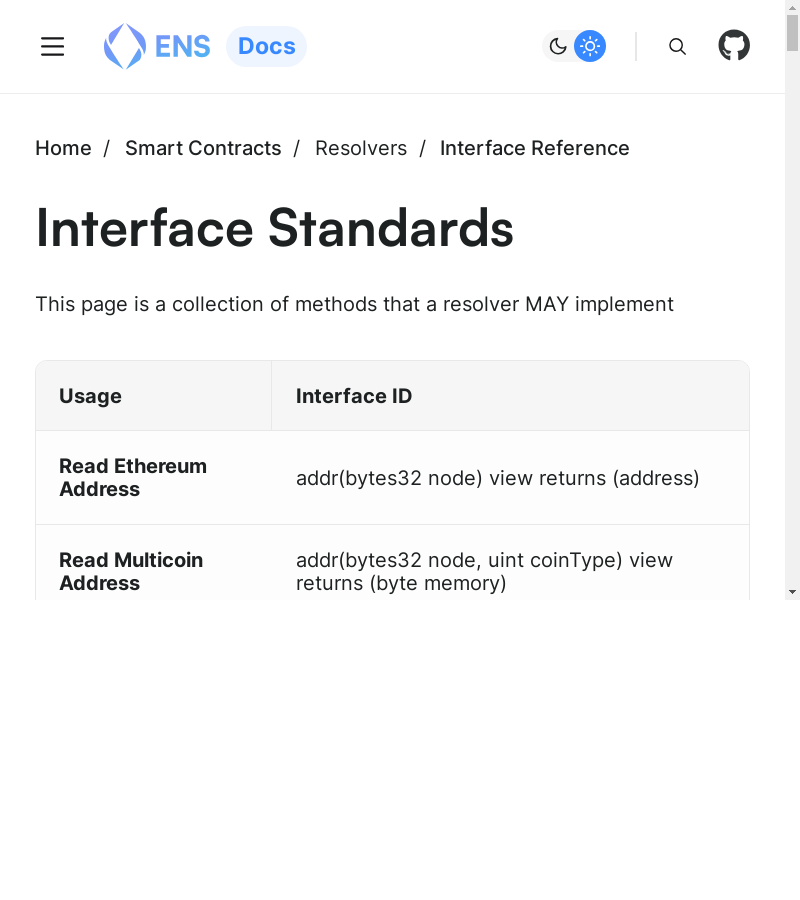 ENS Docs
Home / Smart Contracts / Resolvers / Interface Reference
Interface Standards
This page is a collection of methods that a resolver MAY implement
Usage Interface ID
Read Ethereum
Address
addr(bytes32 node) view returns (address)
Read Multicoin
Address
addr(bytes32 node, uint coinType) view
returns (byte memory)